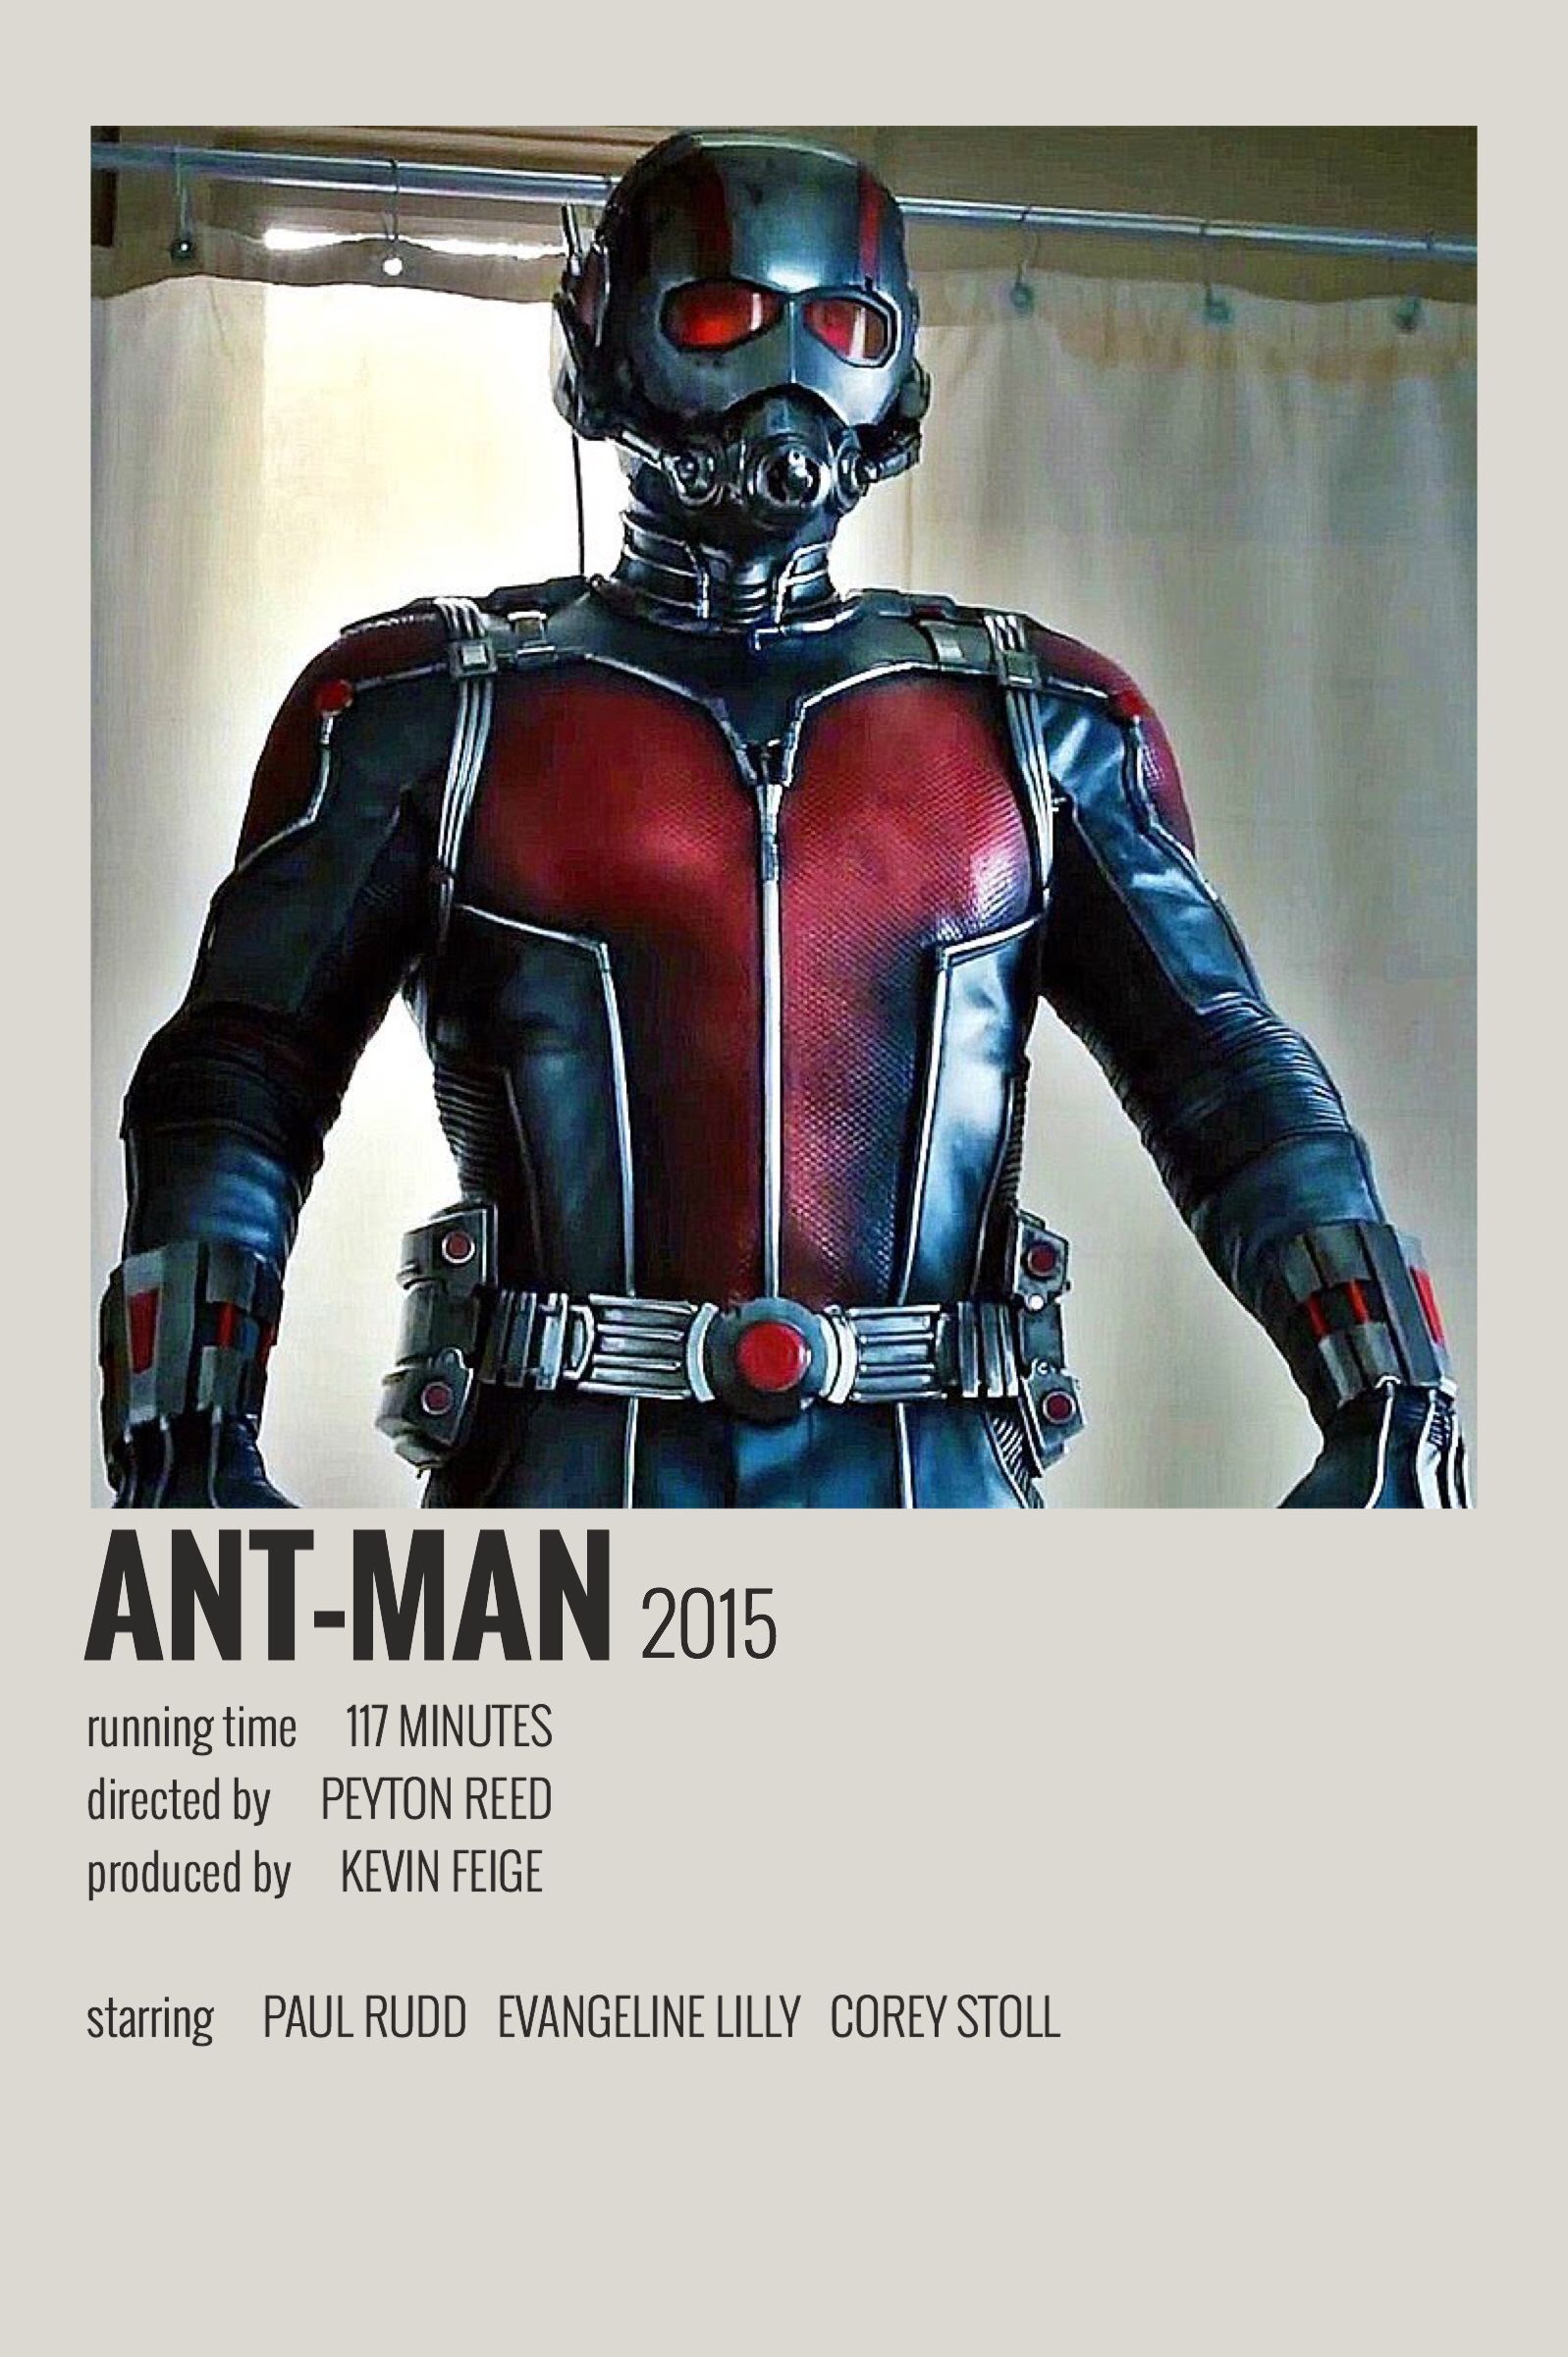 ANT-MAN 2015
running time 117 MINUTES
directed by PEYTON REED
produced by KEVIN FEIGE
starring PAUL RUDD EVANGELINE LILLY COREY STOLL